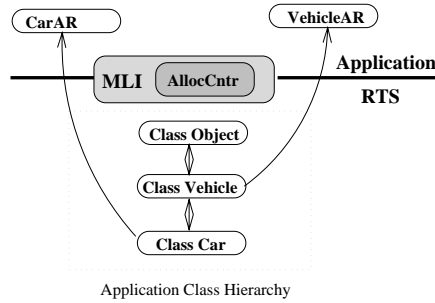 CarAR
VehicleAR
MLI
AllocCntr
Application
RTS
Class Object
Class Vehicle
Class Car
Application Class Hierarchy